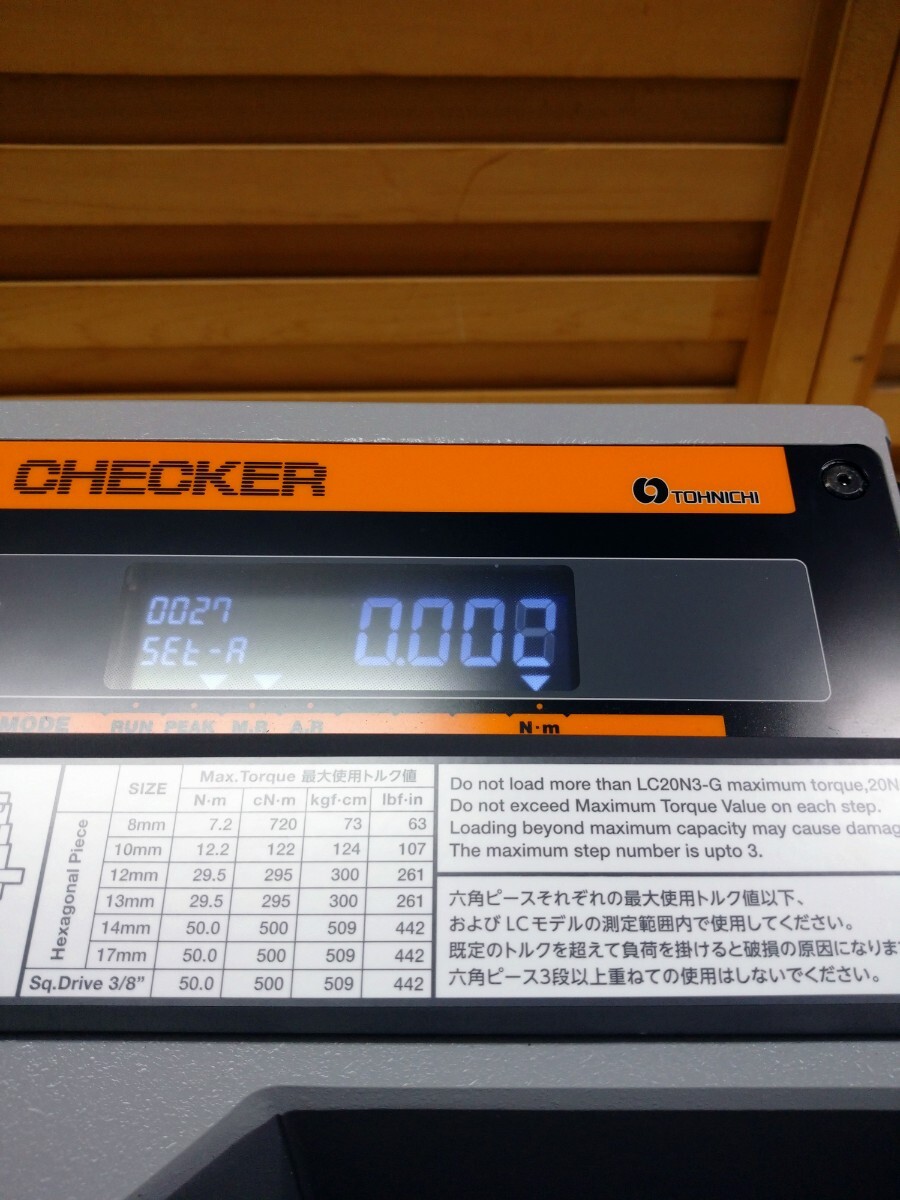 CHECKER
TOHNICHI
0027
SEt-A
MODE RUN PEAK M.B. A.R N·m
SIZE Max.Torque 最大使用トルク値
N·m cN·m kgf·cm lbf·in
Hexagonal Piece
8mm 7.2 720 73 63
10mm 12.2 122 124 107
12mm 29.5 295 300 261
13mm 29.5 295 300 261
14mm 50.0 500 509 442
17mm 50.0 500 509 442
Sq.Drive 3/8" 50.0 500 509 442
Do not load more than LC20N3-G maximum torque,20N
Do not exceed Maximum Torque Value on each step.
Loading beyond maximum capacity may cause damag
The maximum step number is upto 3.
六角ピースそれぞれの最大使用トルク値以下、
および LCモデルの測定範囲内で使用してください。
既定のトルクを超えて負荷を掛けると破損の原因になりま
六角ピース3段以上重ねての使用はしないでください。